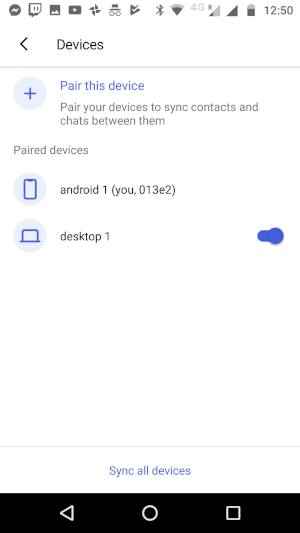 4G R 12:50
Devices
Pair this device
Pair your devices to sync contacts and
chats between them
Paired devices
android 1 (you, 013e2)
desktop 1
Sync all devices